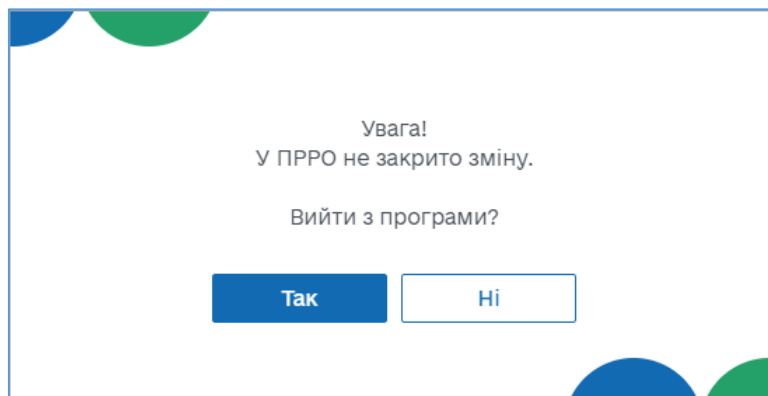 Увага!
У ПРРО не закрито зміну.
Вийти з програми?
Так
Ні